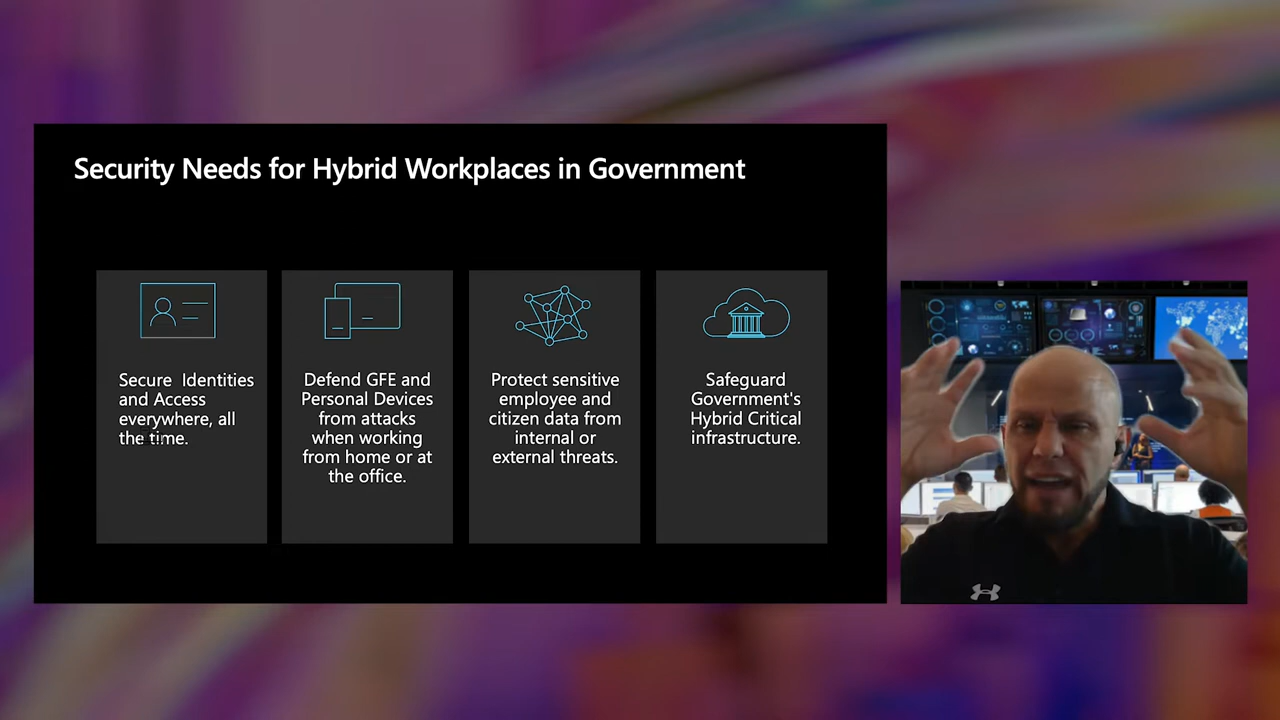 Security Needs for Hybrid Workplaces in Government
Secure Identities
and Access
everywhere, all
the time.
Defend GFE and
Personal Devices
from attacks
when working
from home or at
the office.
Protect sensitive
employee and
citizen data from
internal or
external threats.
Safeguard
Government's
Hybrid Critical
infrastructure.